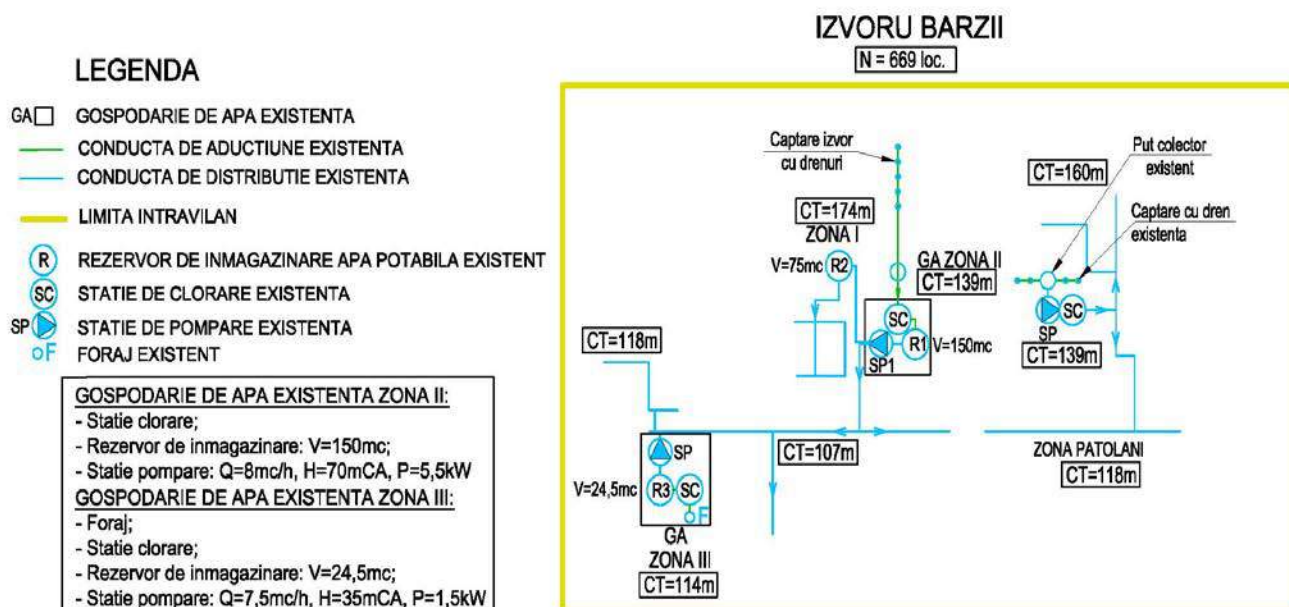 IZVORU BARZII
N = 669 loc.
LEGENDA
GA GOSPODARIE DE APA EXISTENTA
CONDUCTA DE ADUCTIUNE EXISTENTA
CONDUCTA DE DISTRIBUTIE EXISTENTA
LIMITA INTRAVILAN
R REZERVOR DE INMAGAZINARE APA POTABILA EXISTENT
SC STATIE DE CLORARE EXISTENTA
SP STATIE DE POMPARE EXISTENTA
F FORAJ EXISTENT
GOSPODARIE DE APA EXISTENTA ZONA II:
- Statie clorare;
- Rezervor de inmagazinare: V=150mc;
- Statie pompare: Q=8mc/h, H=70mCA, P=5,5kW
GOSPODARIE DE APA EXISTENTA ZONA III:
- Foraj;
- Statie clorare;
- Rezervor de inmagazinare: V=24,5mc;
- Statie pompare: Q=7,5mc/h, H=35mCA, P=1,5kW
Captare izvor
cu drenuri
CT=174m
ZONA I
V=75mc
R2
GA ZONA II
CT=139m
SC
R1
V=150mc
SP1
CT=118m
CT=107m
SP
V=24,5mc
R3
SC
F
GA
ZONA III
CT=114m
Put colector
existent
CT=160m
Captare cu dren
existenta
SC
SP
CT=139m
ZONA PATOLANI
CT=118m